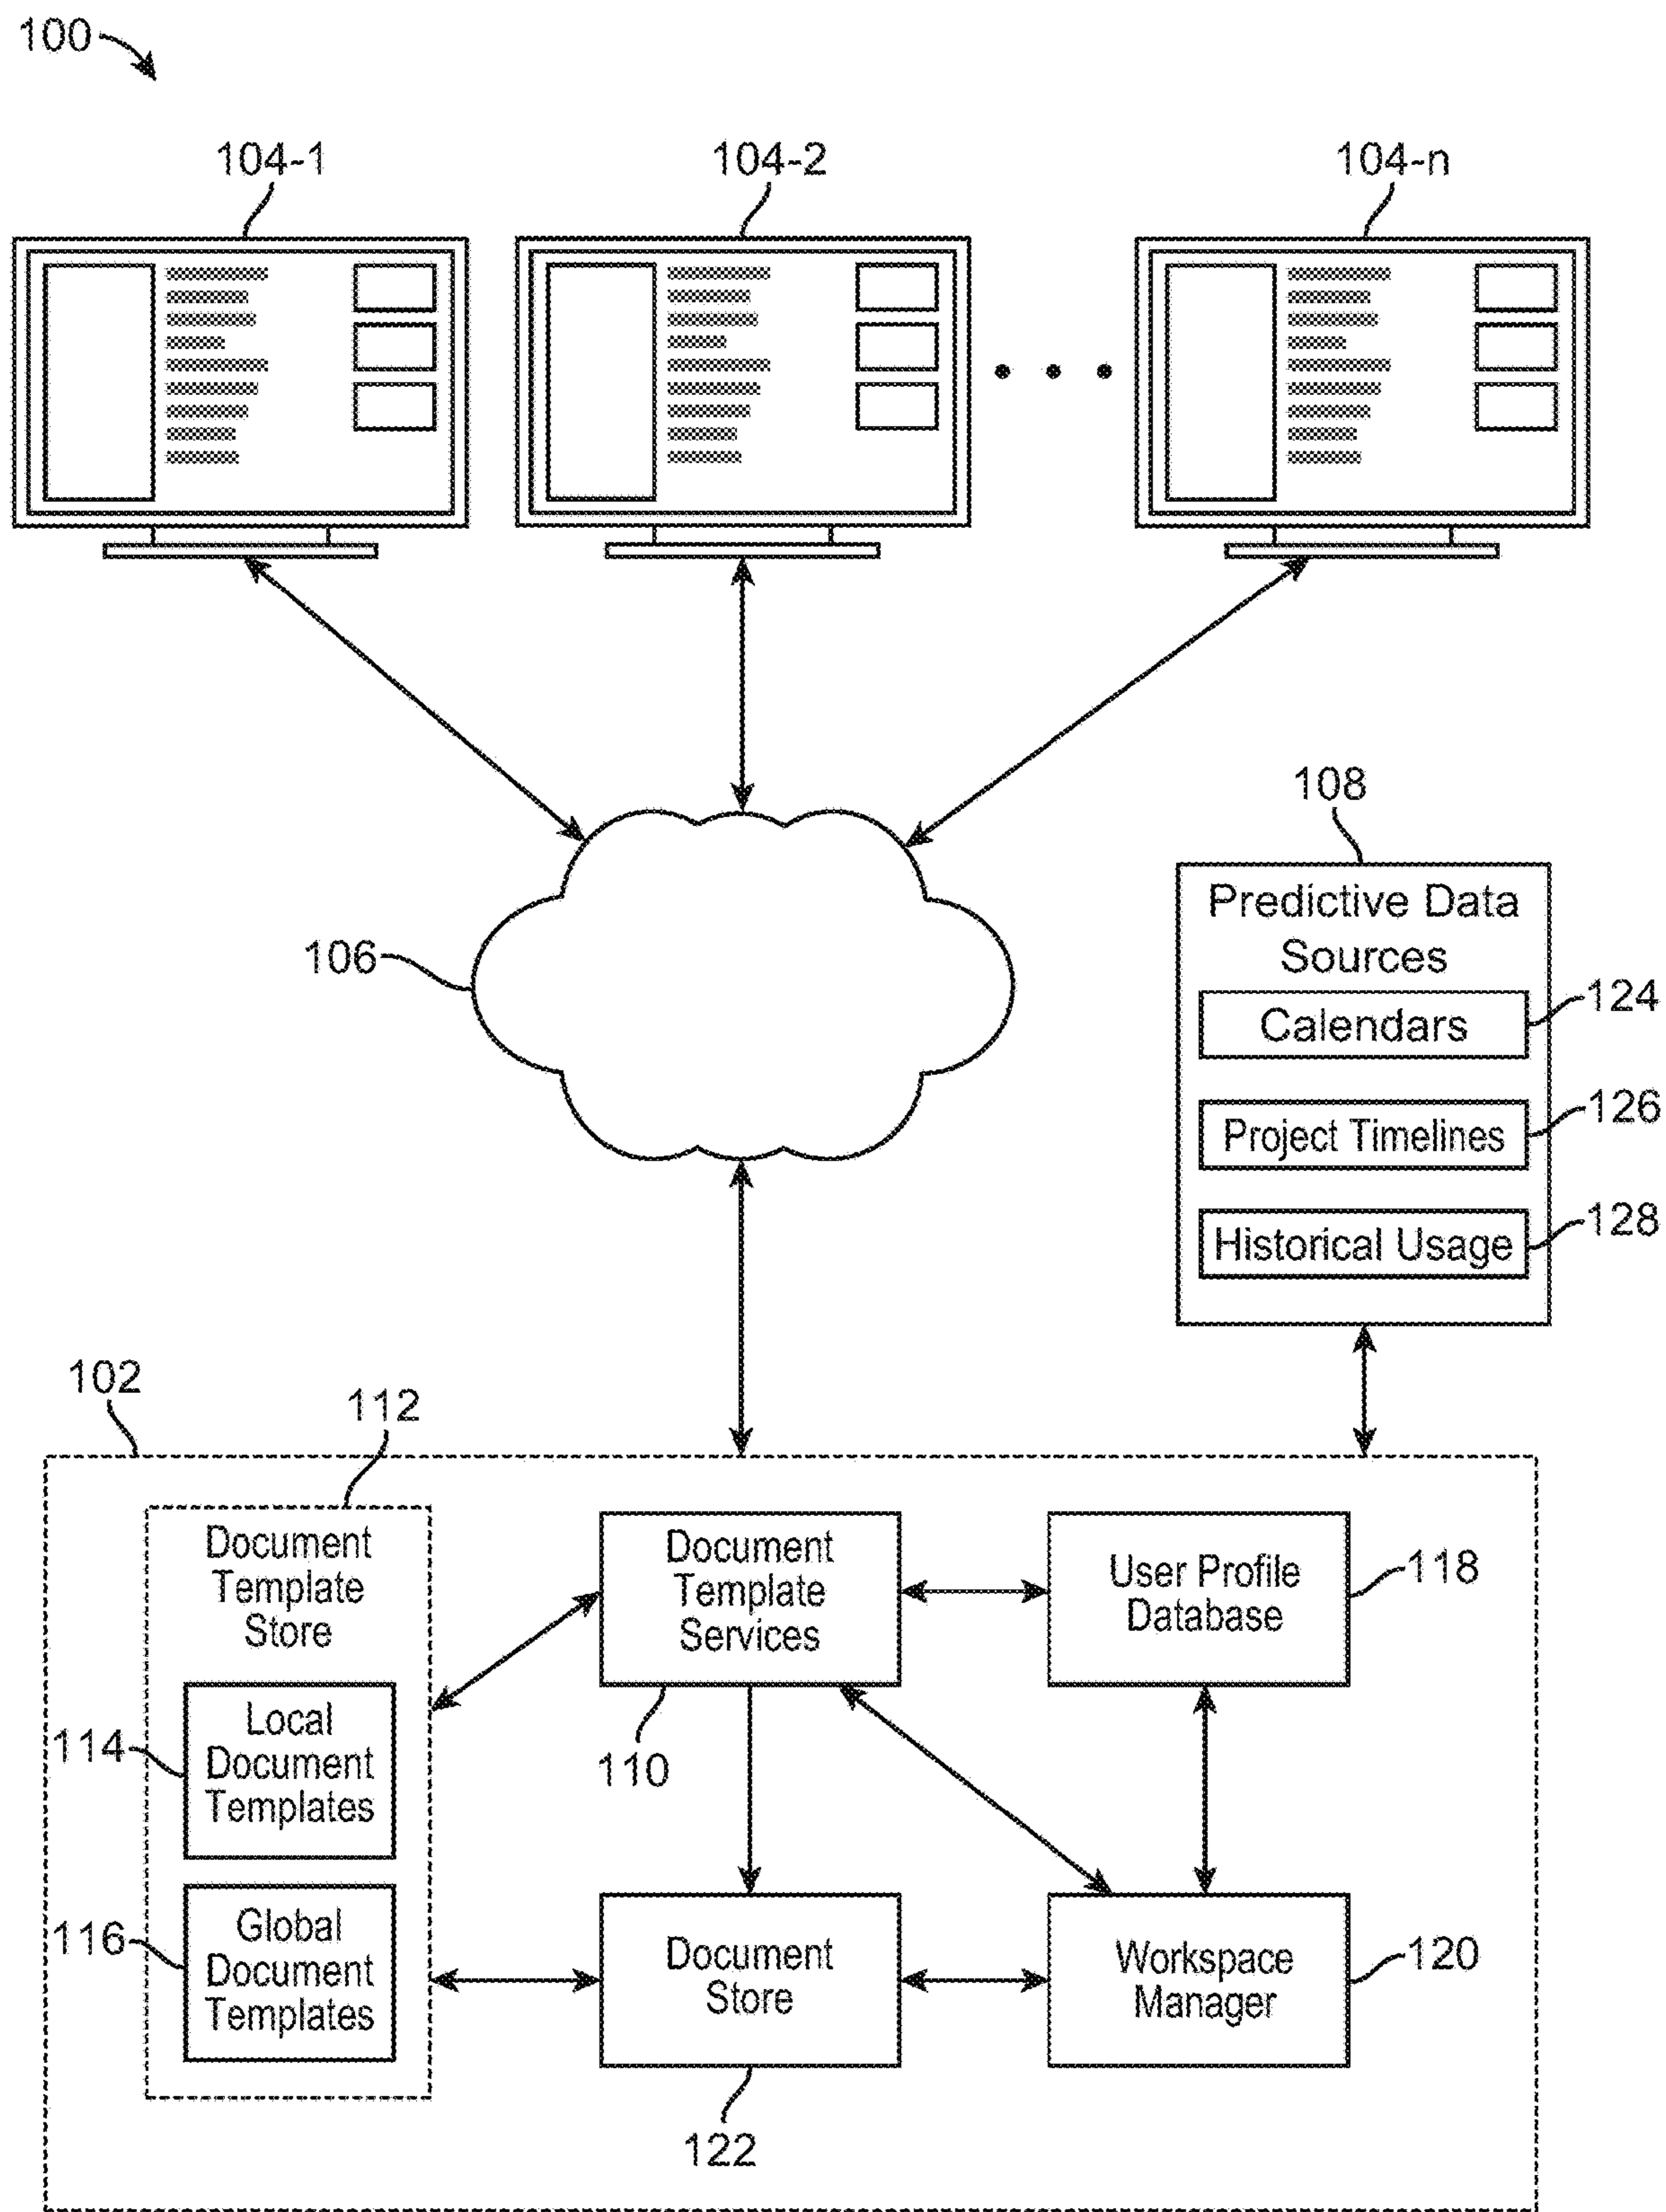 100
104-1
104-2
104-n
106
108
Predictive Data
Sources
Calendars
124
Project Timelines
126
Historical Usage
128
102
112
Document
Template
Store
Local
Document
Templates
114
Global
Document
Templates
116
Document
Template
Services
110
User Profile
Database
118
Document
Store
122
Workspace
Manager
120